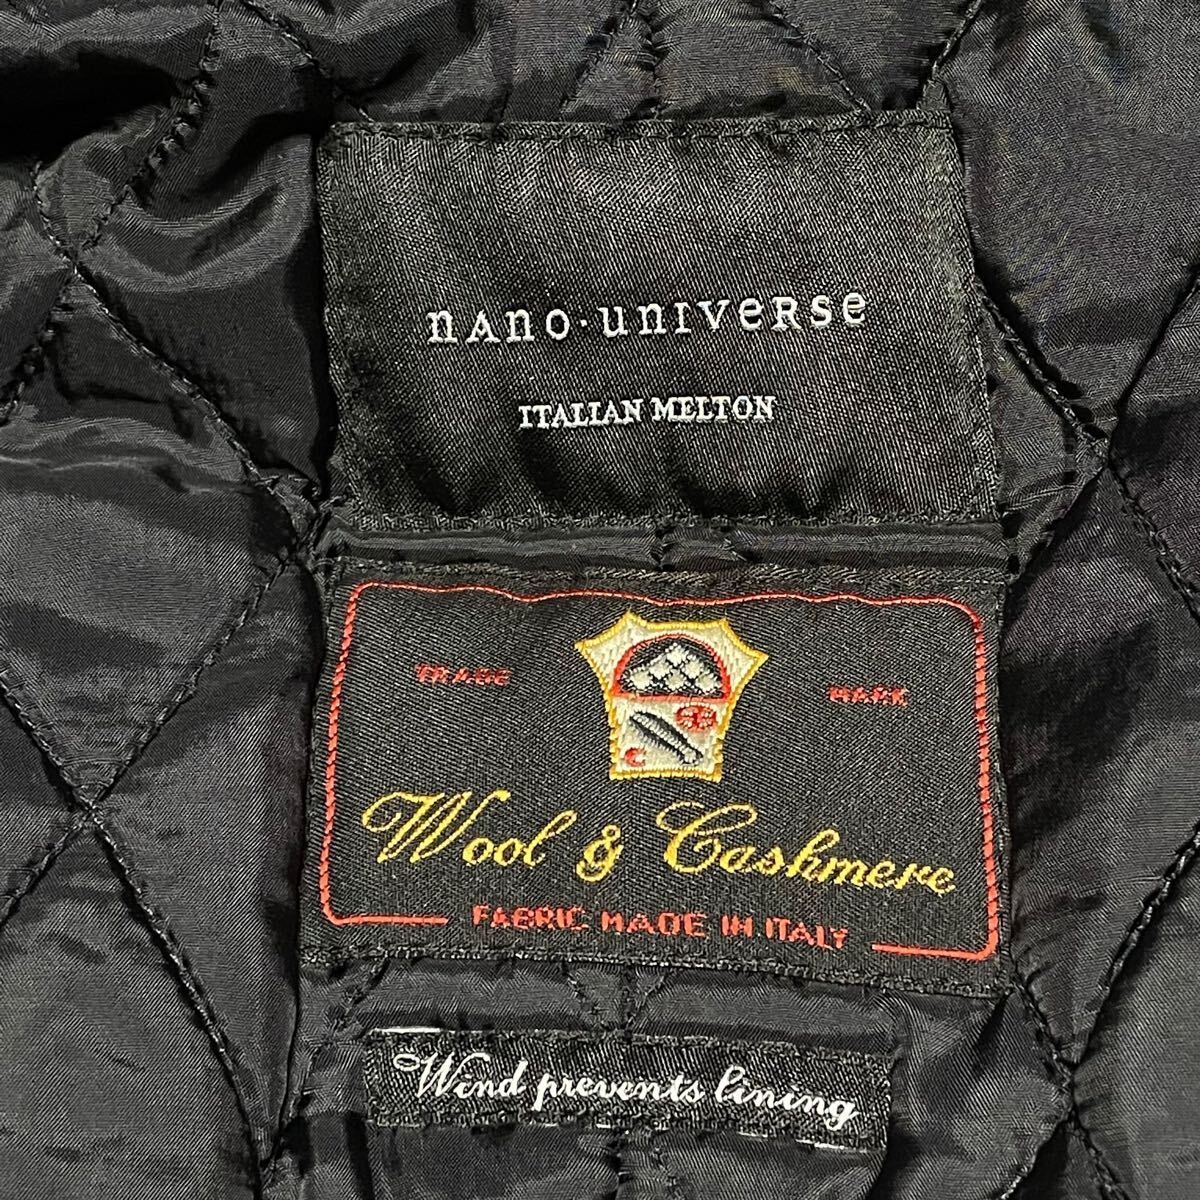 nAno·unIVeRse
ITALIAN MELTON
TRADE MARK
Wool & Cashmere
FABRIC MADE IN ITALY
Wind prevents lining